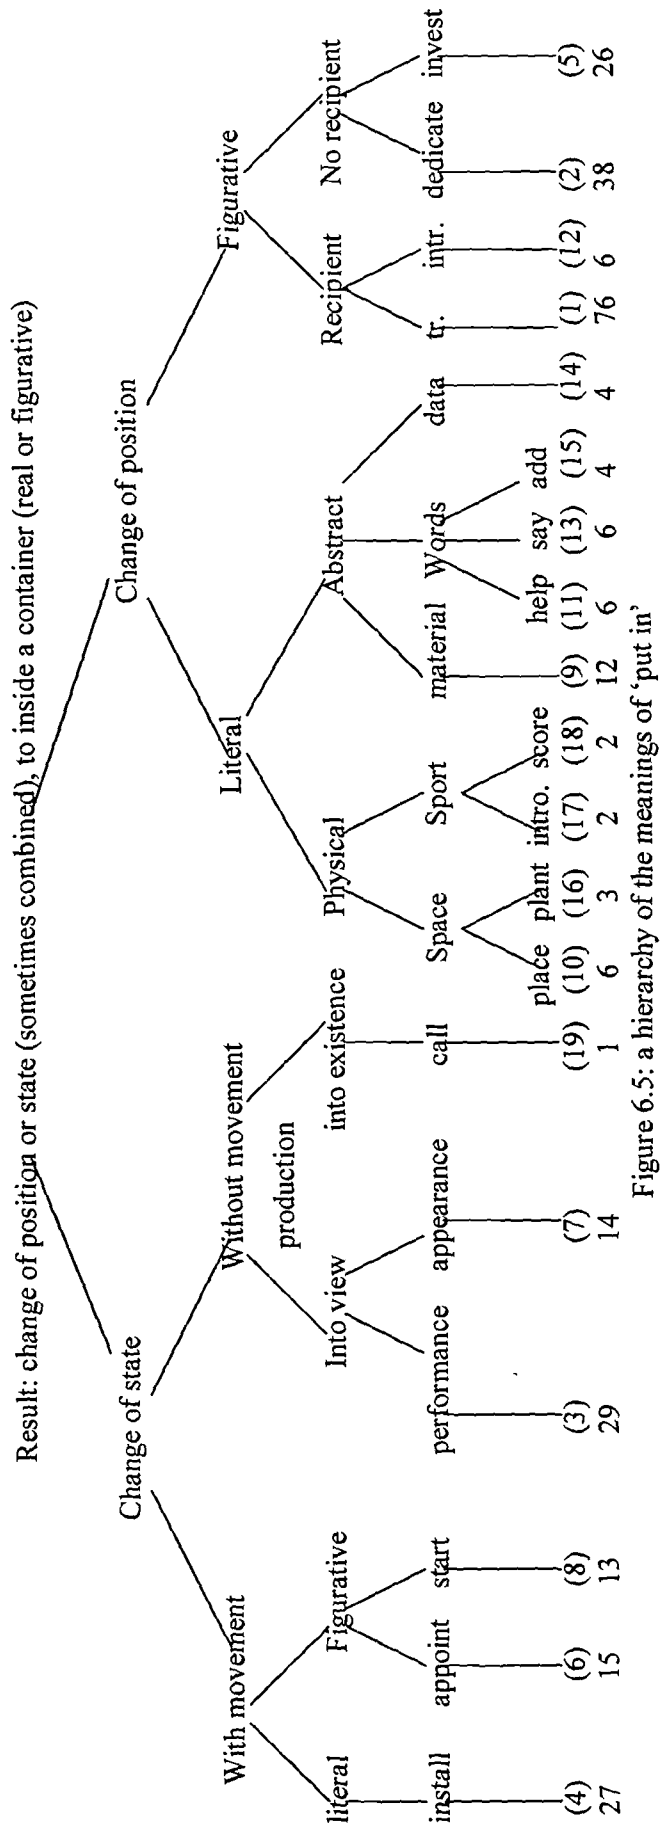 Result: change of position or state (sometimes combined), to inside a container (real or figurative)
Change of state Change of position
With movement Without movement Literal Figurative
production
literal Figurative Into view into existence Physical Abstract Recipient No recipient
install appoint start performance appearance call Space Sport material Words data tr. intr. dedicate invest
place plant intro. score help say add
(4) (6) (8) (3) (7) (19) (10) (16) (17) (18) (9) (11) (13) (15) (14) (1) (12) (2) (5)
27 15 13 29 14 1 6 3 2 2 12 6 6 4 4 76 6 38 26
Figure 6.5: a hierarchy of the meanings of ‘put in’